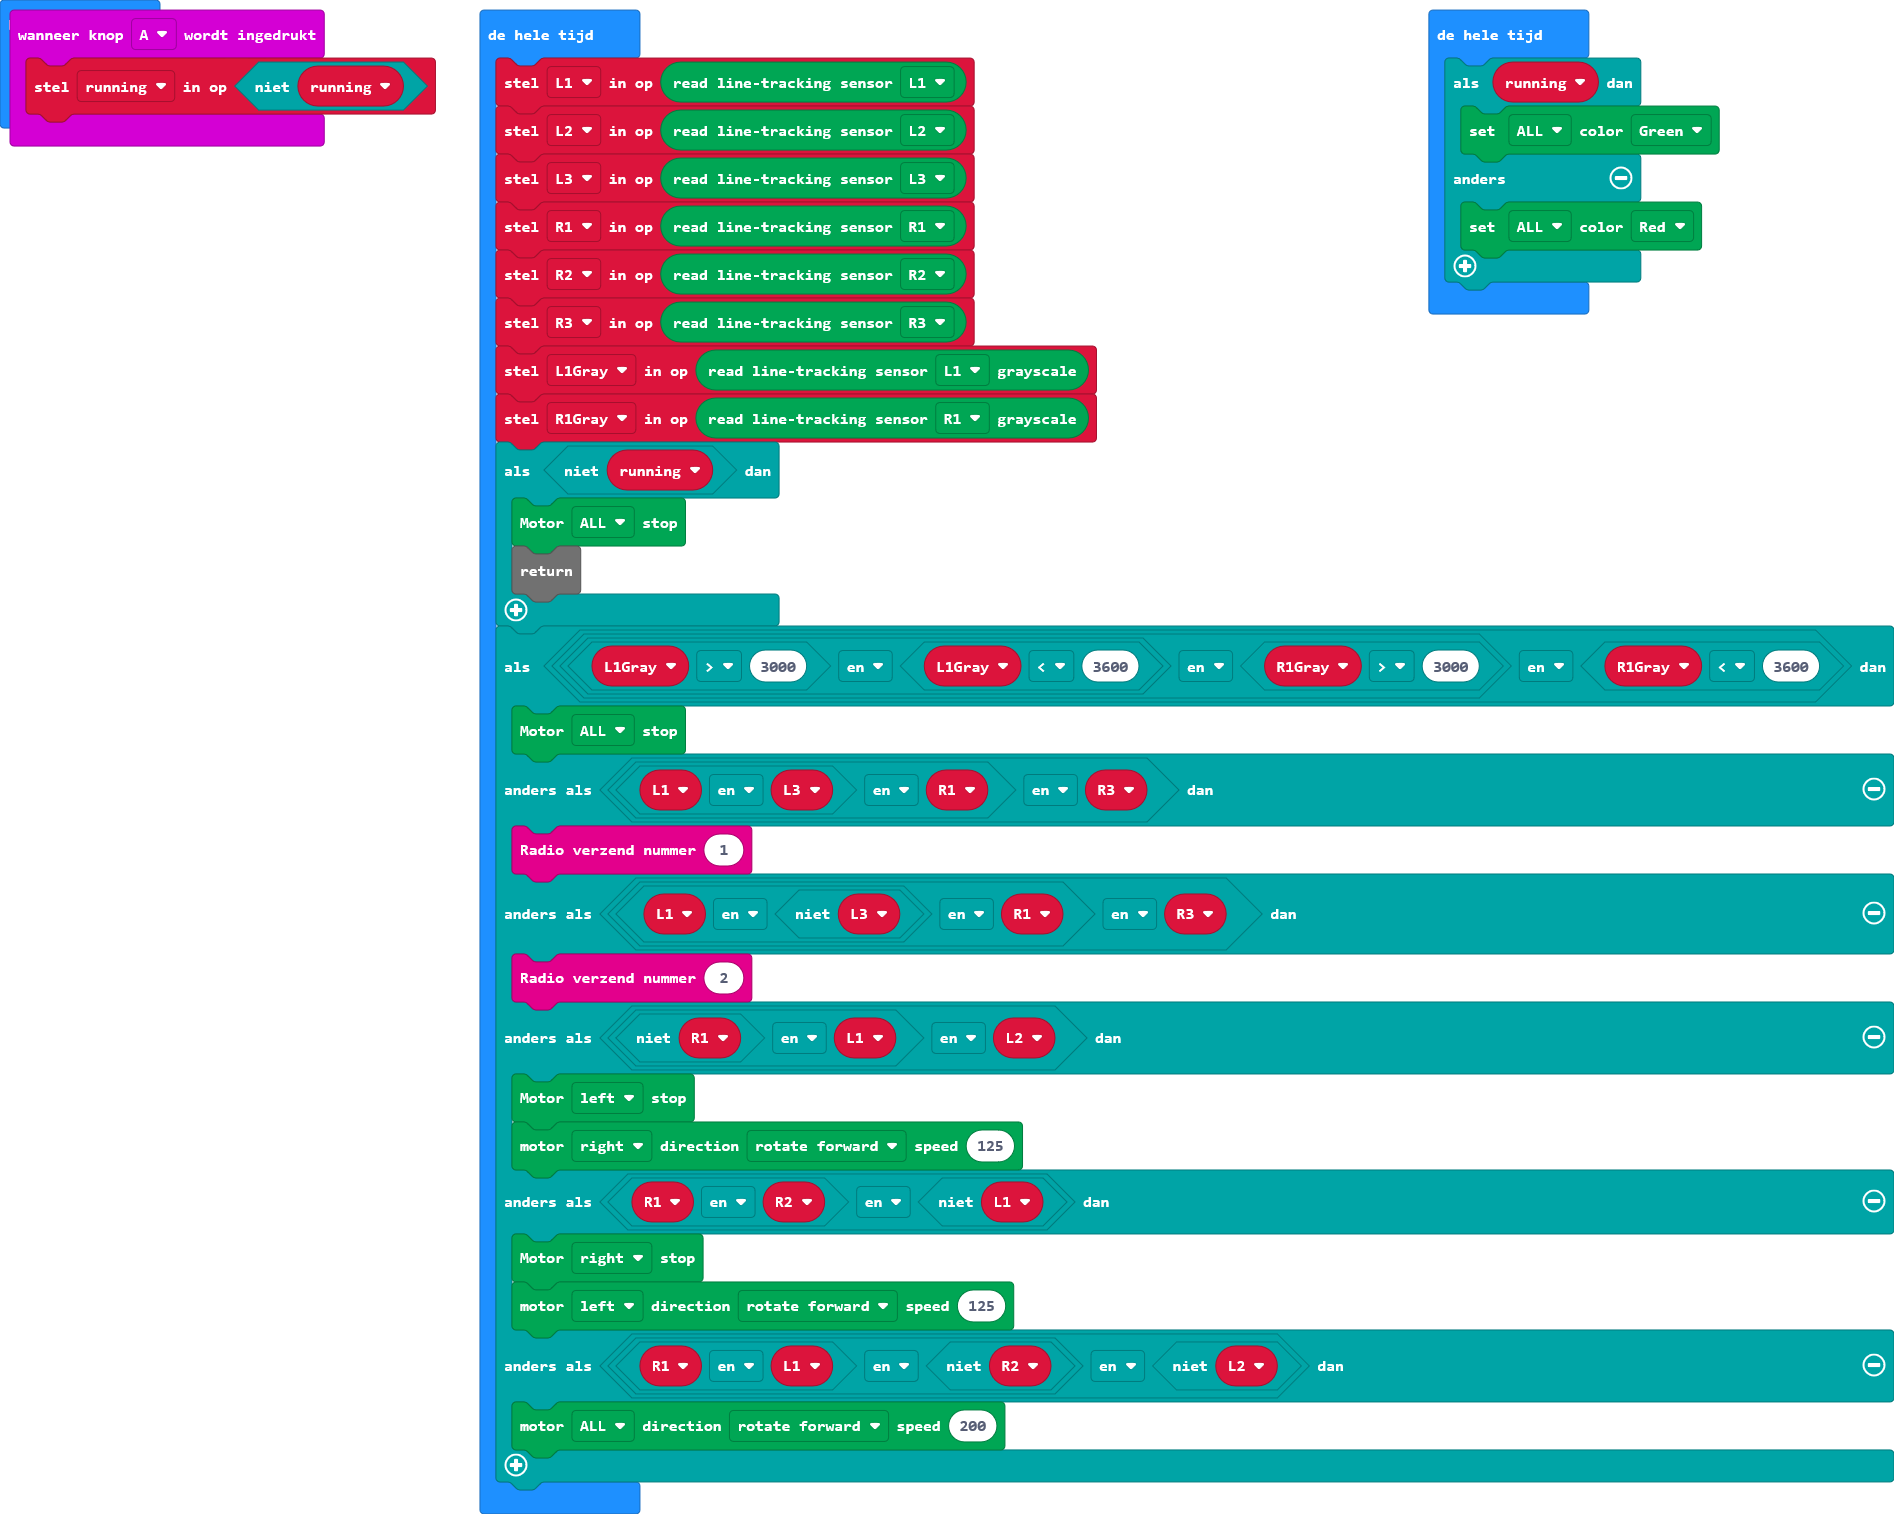 wanneer knop A wordt ingedrukt
stel running in op niet running
de hele tijd
stel L1 in op read line-tracking sensor L1
stel L2 in op read line-tracking sensor L2
stel L3 in op read line-tracking sensor L3
stel R1 in op read line-tracking sensor R1
stel R2 in op read line-tracking sensor R2
stel R3 in op read line-tracking sensor R3
stel L1Gray in op read line-tracking sensor L1 grayscale
stel R1Gray in op read line-tracking sensor R1 grayscale
als niet running dan
Motor ALL stop
return
als L1Gray > 3000 en L1Gray < 3600 en R1Gray > 3000 en R1Gray < 3600 dan
Motor ALL stop
anders als L1 en L3 en R1 en R3 dan
Radio verzend nummer 1
anders als L1 en niet L3 en R1 en R3 dan
Radio verzend nummer 2
anders als niet R1 en L1 en L2 dan
Motor left stop
motor right direction rotate forward speed 125
anders als R1 en R2 en niet L1 dan
Motor right stop
motor left direction rotate forward speed 125
anders als R1 en L1 en niet R2 en niet L2 dan
motor ALL direction rotate forward speed 200
de hele tijd
als running dan
set ALL color Green
anders
set ALL color Red